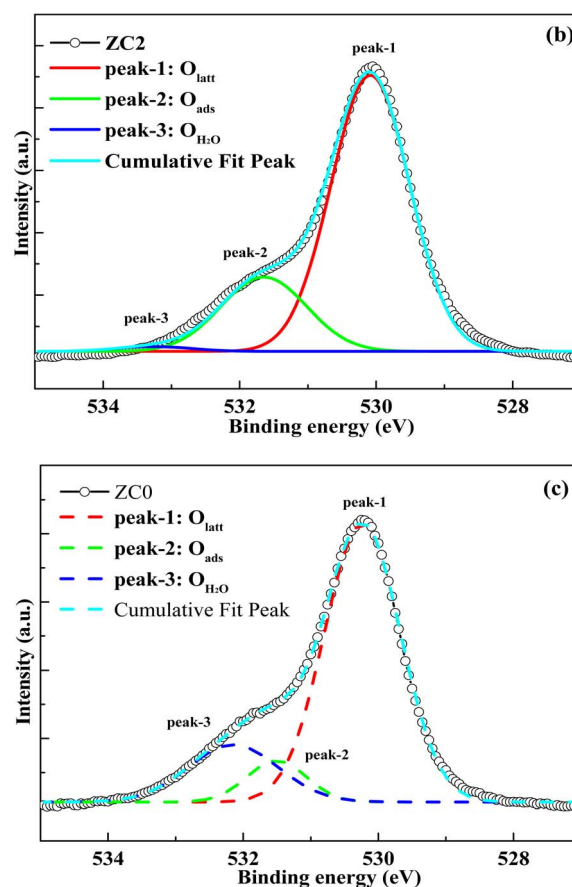 (b)
ZC2
peak-1
peak-1: Olatt
peak-2: Oads
peak-3: OH₂O
Cumulative Fit Peak
peak-2
peak-3
Intensity (a.u.)
534 532 530 528
Binding energy (eV)
(c)
ZC0
peak-1
peak-1: Olatt
peak-2: Oads
peak-3: OH₂O
Cumulative Fit Peak
peak-3
peak-2
Intensity (a.u.)
534 532 530 528
Binding energy (eV)